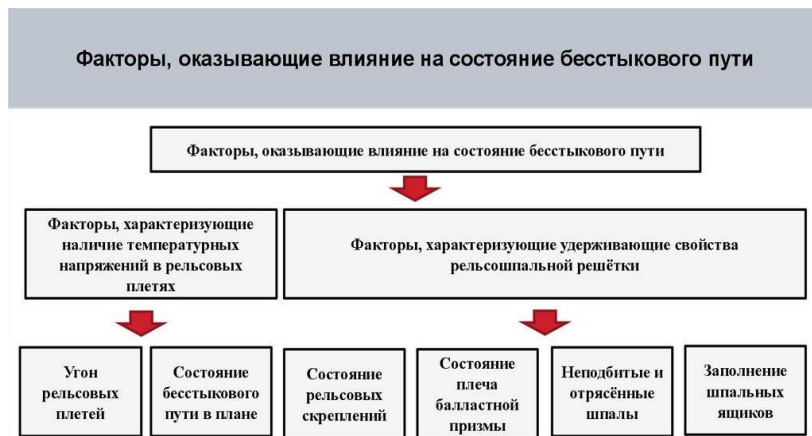 Факторы, оказывающие влияние на состояние бесстыкового пути
Факторы, оказывающие влияние на состояние бесстыкового пути
Факторы, характеризующие
наличие температурных
напряжений в рельсовых
плетях
Факторы, характеризующие удерживающие свойства
рельсошпальной решётки
Угон
рельсовых
плетей
Состояние
бесстыкового
пути в плане
Состояние
рельсовых
скреплений
Состояние
плеча
балластной
призмы
Неподбитые и
отрясённые
шпалы
Заполнение
шпальных
ящиков